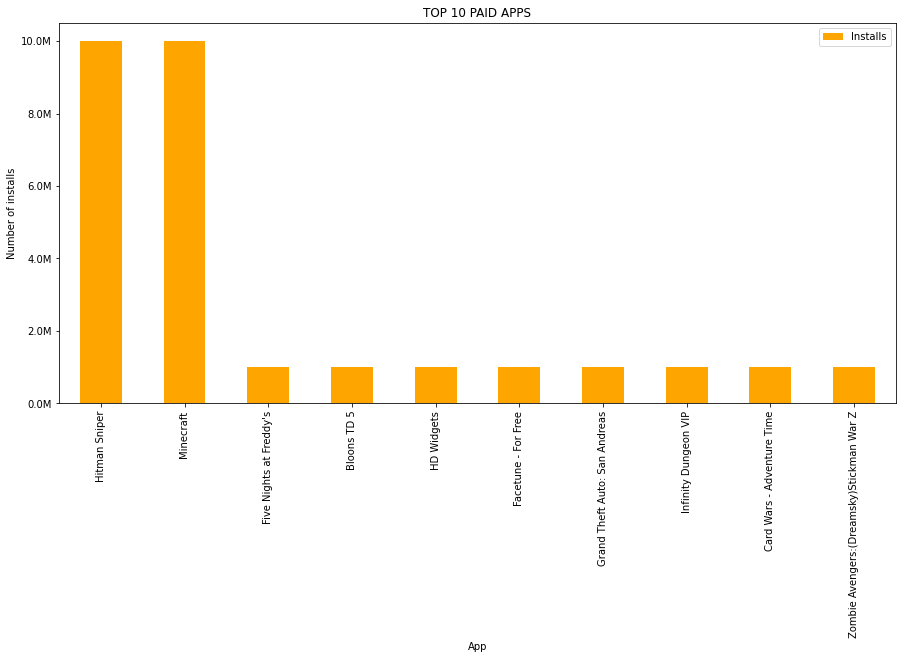 TOP 10 PAID APPS
Installs
Number of installs
10.0M
8.0M
6.0M
4.0M
2.0M
0.0M
Hitman Sniper
Minecraft
Five Nights at Freddy's
Bloons TD 5
HD Widgets
Facetune - For Free
Grand Theft Auto: San Andreas
Infinity Dungeon VIP
Card Wars - Adventure Time
Zombie Avengers:(Dreamsky)Stickman War Z
App